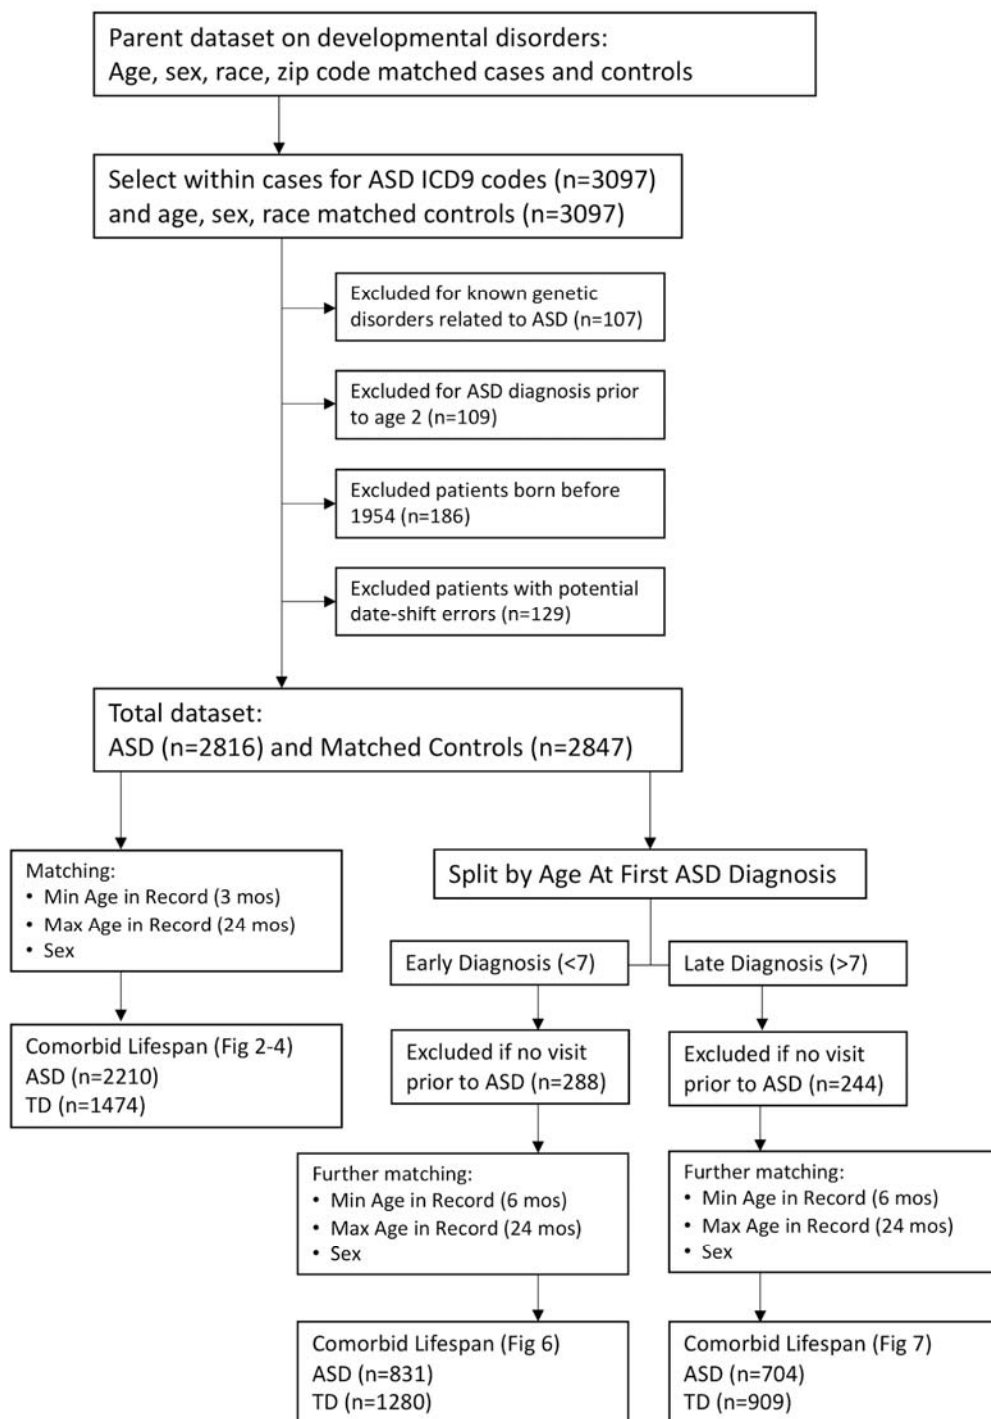 Parent dataset on developmental disorders:
Age, sex, race, zip code matched cases and controls
Select within cases for ASD ICD9 codes (n=3097)
and age, sex, race matched controls (n=3097)
Excluded for known genetic
disorders related to ASD (n=107)
Excluded for ASD diagnosis prior
to age 2 (n=109)
Excluded patients born before
1954 (n=186)
Excluded patients with potential
date-shift errors (n=129)
Total dataset:
ASD (n=2816) and Matched Controls (n=2847)
Matching:
• Min Age in Record (3 mos)
• Max Age in Record (24 mos)
• Sex
Comorbid Lifespan (Fig 2-4)
ASD (n=2210)
TD (n=1474)
Split by Age At First ASD Diagnosis
Early Diagnosis (<7)
Late Diagnosis (>7)
Excluded if no visit
prior to ASD (n=288)
Excluded if no visit
prior to ASD (n=244)
Further matching:
• Min Age in Record (6 mos)
• Max Age in Record (24 mos)
• Sex
Further matching:
• Min Age in Record (6 mos)
• Max Age in Record (24 mos)
• Sex
Comorbid Lifespan (Fig 6)
ASD (n=831)
TD (n=1280)
Comorbid Lifespan (Fig 7)
ASD (n=704)
TD (n=909)